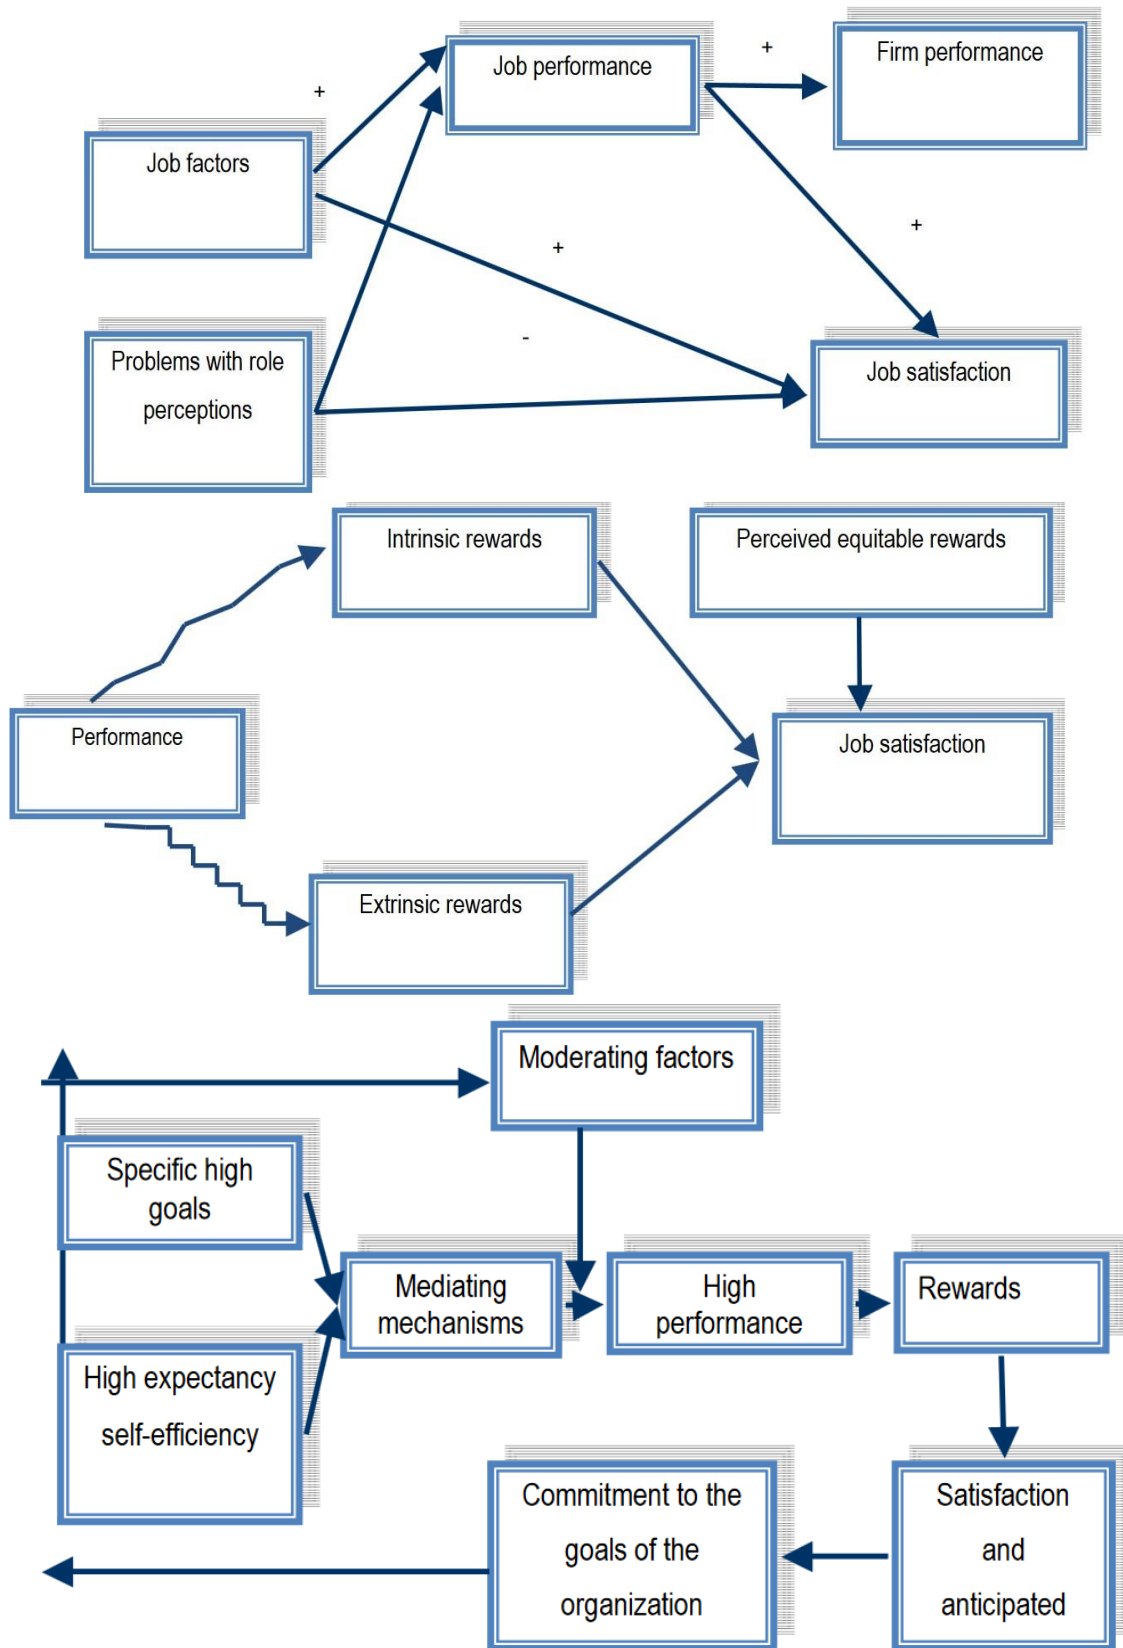 Job performance
Firm performance
+
+
Job factors
+
+
Problems with role
perceptions
-
Job satisfaction
Intrinsic rewards
Perceived equitable rewards
Performance
Job satisfaction
Extrinsic rewards
Moderating factors
Specific high
goals
Mediating
mechanisms
High
performance
Rewards
High expectancy
self-efficiency
Commitment to the
goals of the
organization
Satisfaction
and
anticipated